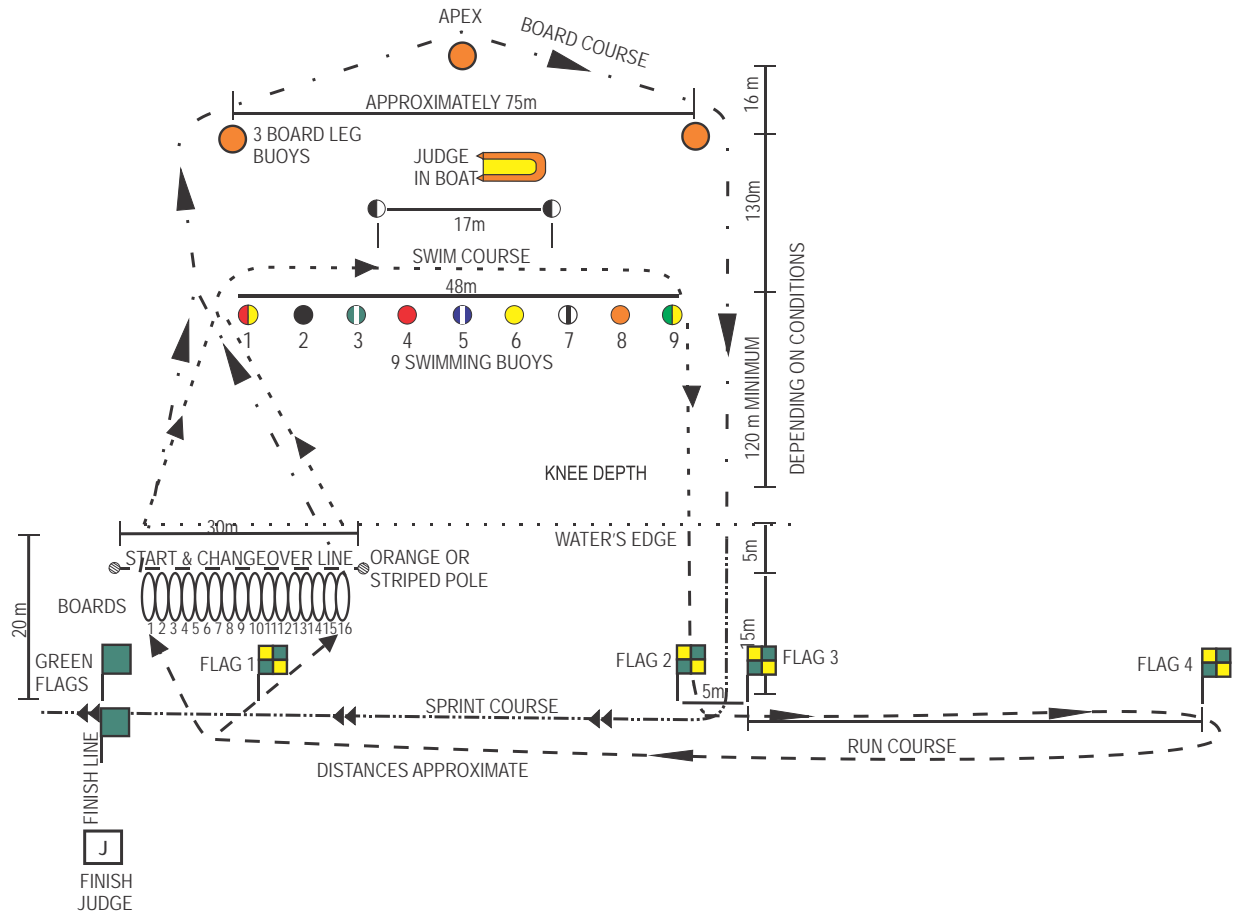 APEX
BOARD COURSE
APPROXIMATELY 75m
16 m
3 BOARD LEG
BUOYS
JUDGE
IN BOAT
130m
17m
SWIM COURSE
48m
1 2 3 4 5 6 7 8 9
9 SWIMMING BUOYS
120 m MINIMUM
DEPENDING ON CONDITIONS
KNEE DEPTH
30m
WATER'S EDGE
5m
START & CHANGEOVER LINE
ORANGE OR
STRIPED POLE
20 m
BOARDS
1 2 3 4 5 6 7 8 9 10 11 12 13 14 15 16
15m
GREEN
FLAGS
FLAG 1
FLAG 2
FLAG 3
FLAG 4
5m
SPRINT COURSE
RUN COURSE
DISTANCES APPROXIMATE
FINISH LINE
J
FINISH
JUDGE